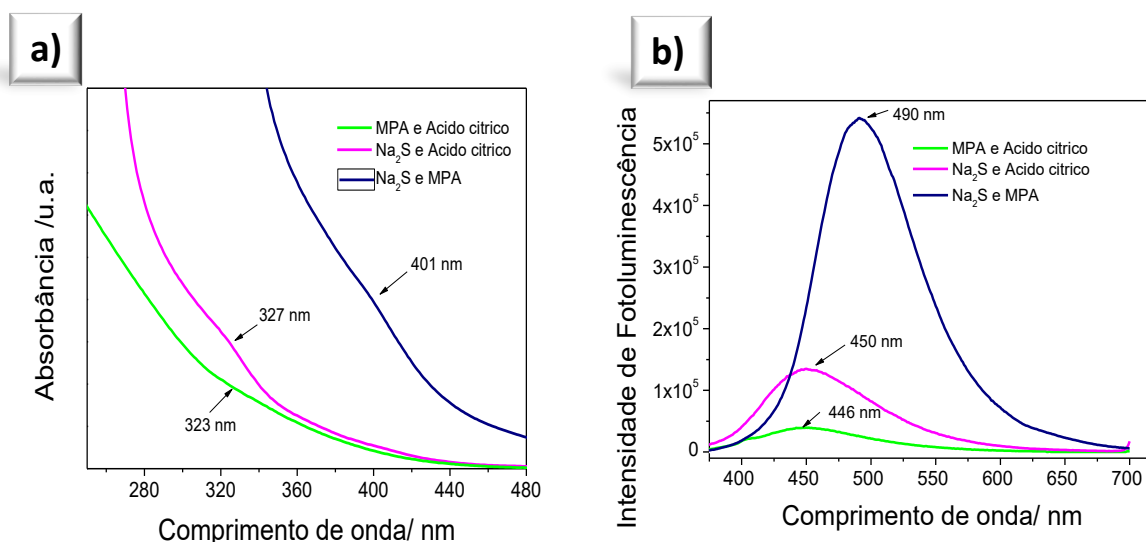 a)
Absorbância /u.a.
MPA e Acido citrico
Na₂S e Acido citrico
Na₂S e MPA
401 nm
327 nm
323 nm
280 320 360 400 440 480
Comprimento de onda/ nm
b)
Intensidade de Fotoluminescência
5x10⁵
4x10⁵
3x10⁵
2x10⁵
1x10⁵
0
490 nm
MPA e Acido citrico
Na₂S e Acido citrico
Na₂S e MPA
450 nm
446 nm
400 450 500 550 600 650 700
Comprimento de onda/ nm